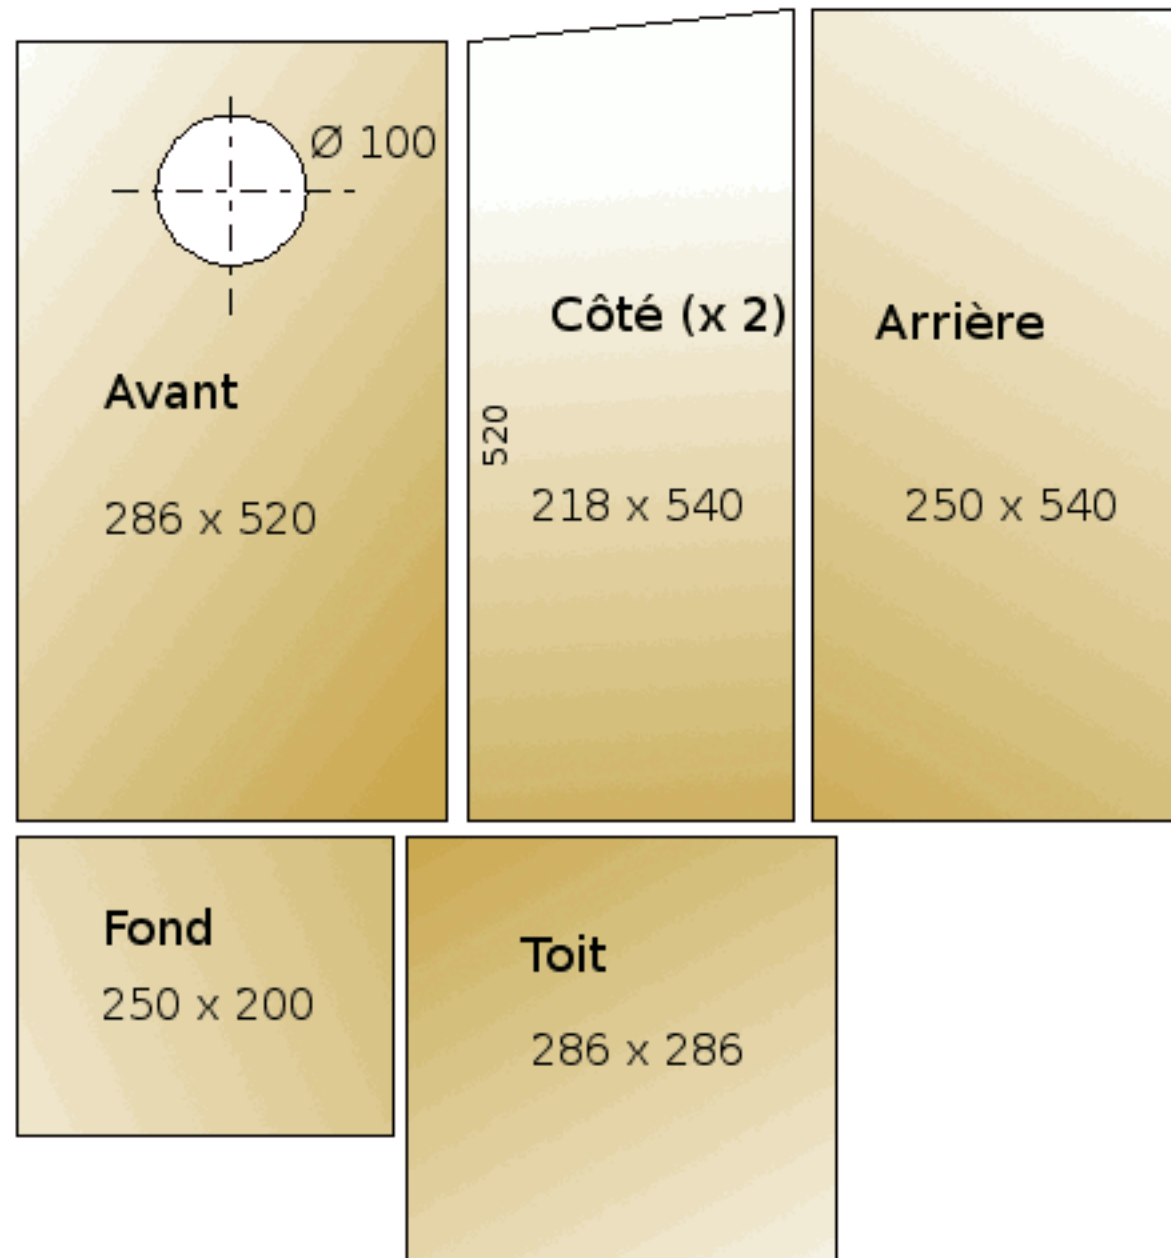 Ø 100
Avant
286 x 520
Côté (x 2)
520
218 x 540
Arrière
250 x 540
Fond
250 x 200
Toit
286 x 286